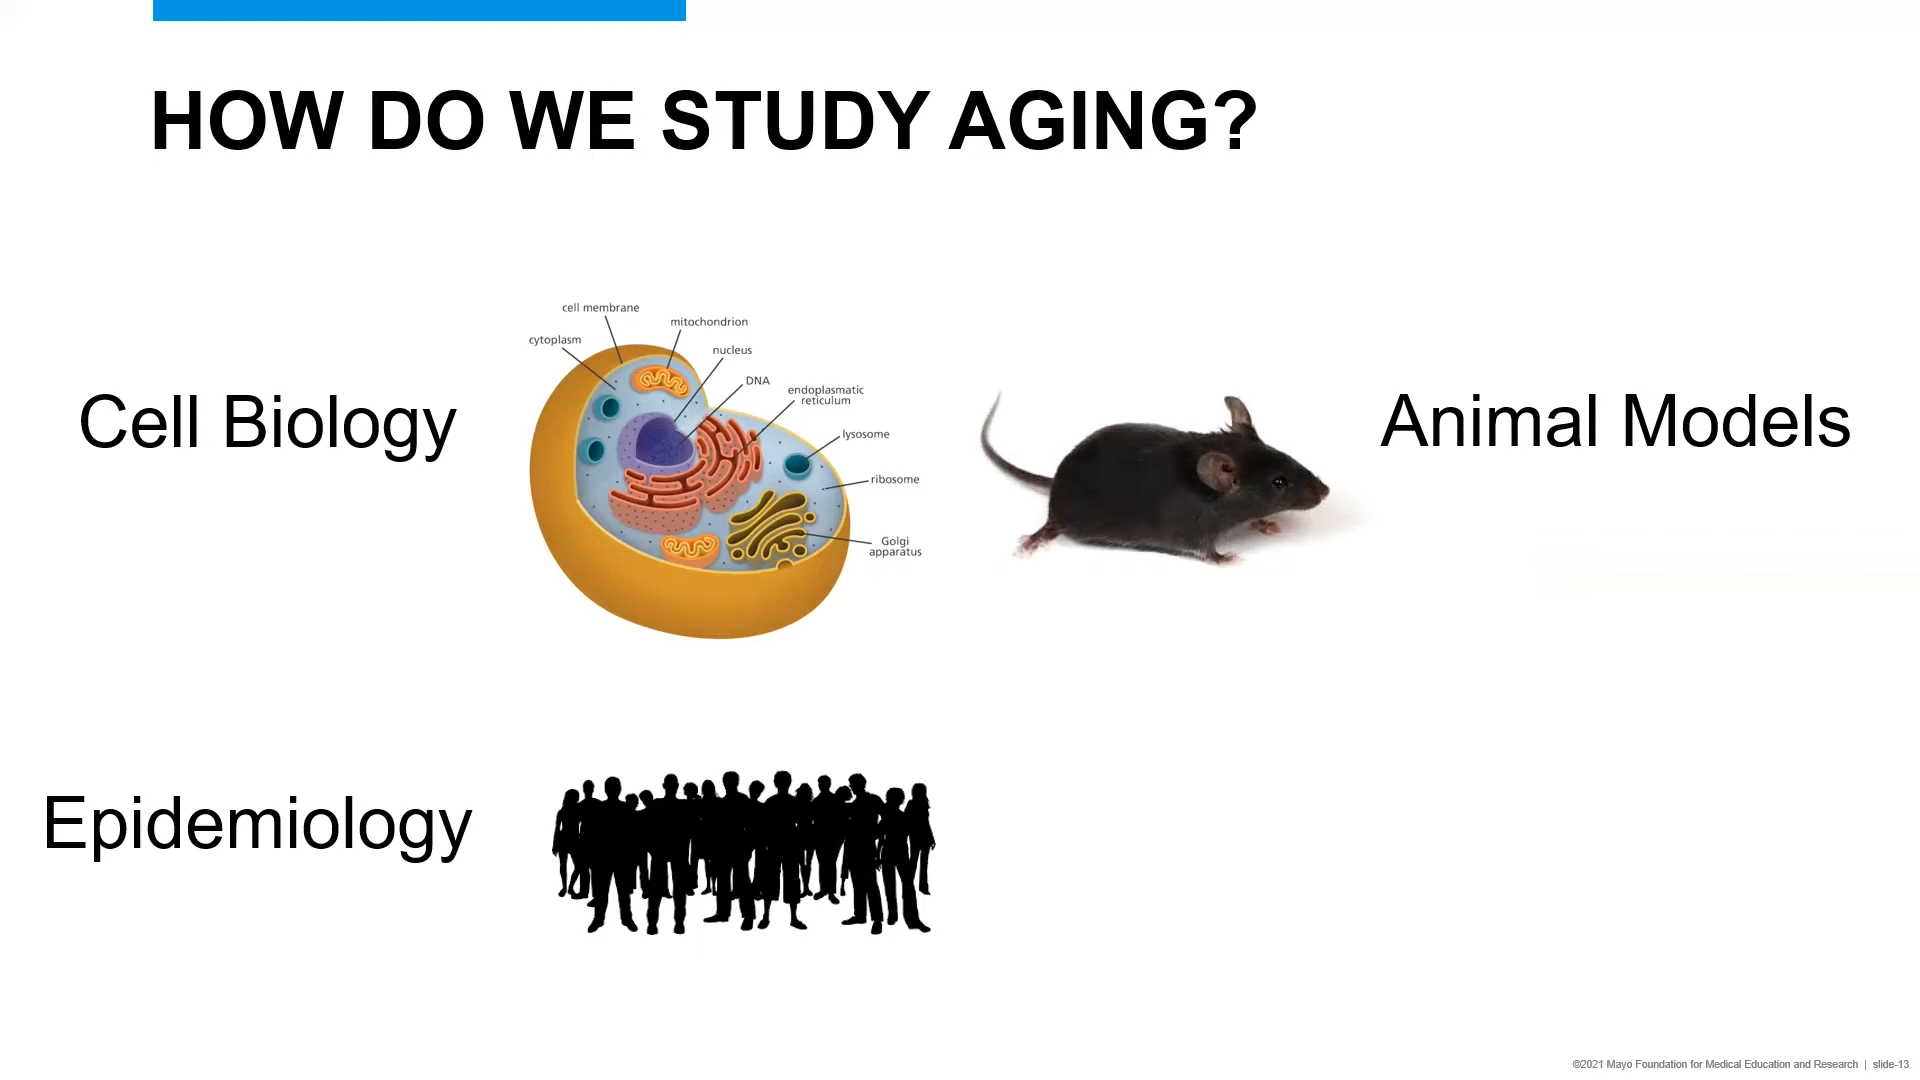 HOW DO WE STUDY AGING?
cell membrane
mitochondrion
cytoplasm
nucleus
DNA
endoplasmatic
reticulum
lysosome
ribosome
Golgi
apparatus
Cell Biology
Animal Models
Epidemiology
©2021 Mayo Foundation for Medical Education and Research | slide-13